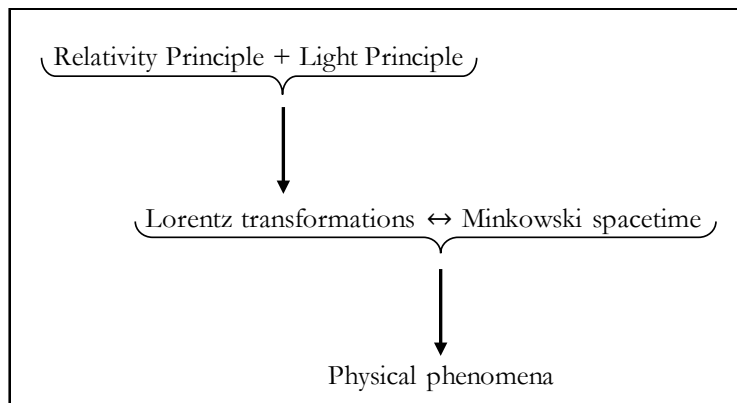 Relativity Principle + Light Principle
Lorentz transformations ↔ Minkowski spacetime
Physical phenomena